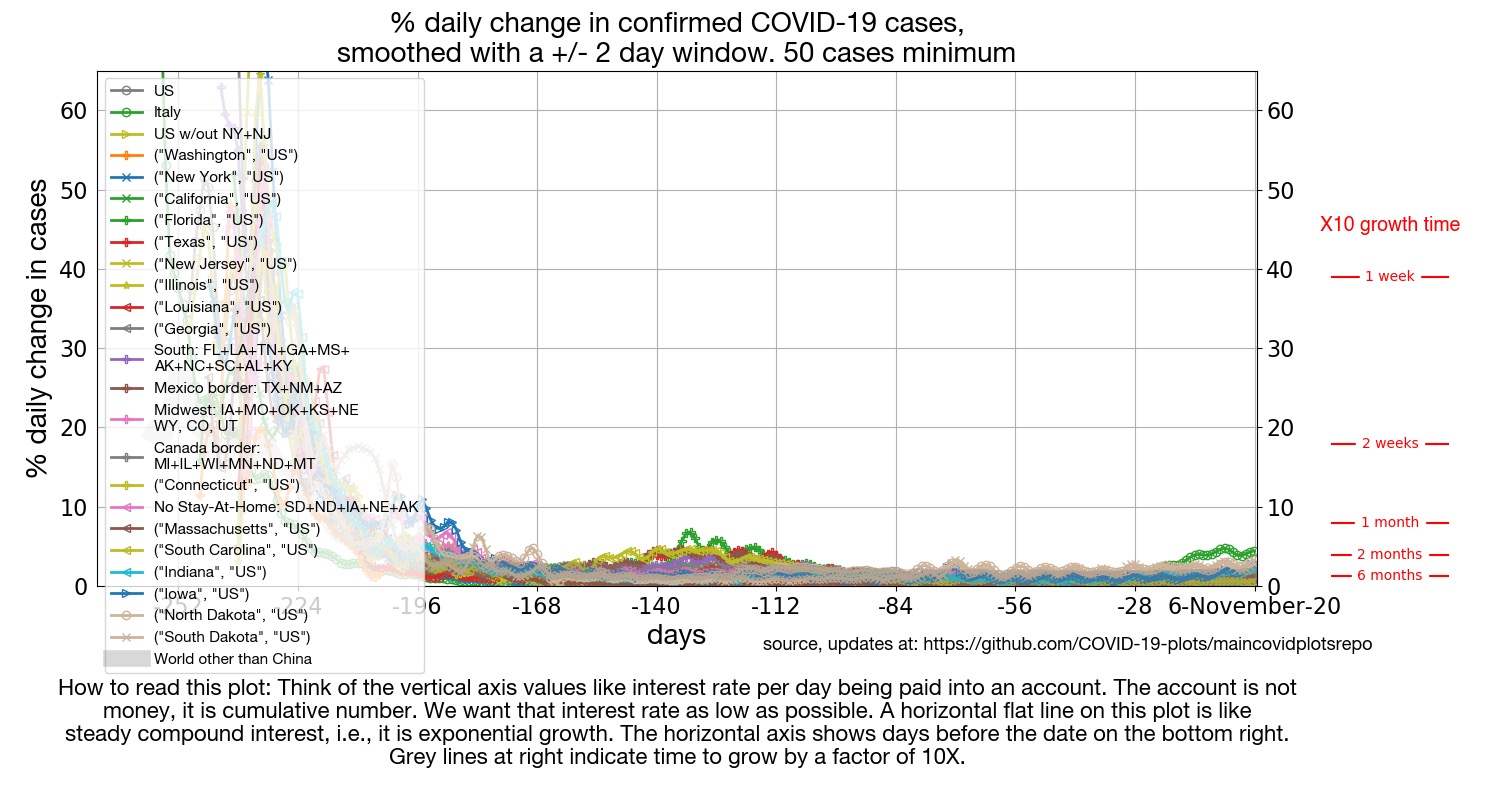 % daily change in confirmed COVID-19 cases,
smoothed with a +/- 2 day window. 50 cases minimum
% daily change in cases
60
50
40
30
20
10
0
US
Italy
US w/out NY+NJ
("Washington", "US")
("New York", "US")
("California", "US")
("Florida", "US")
("Texas", "US")
("New Jersey", "US")
("Illinois", "US")
("Louisiana", "US")
("Georgia", "US")
South: FL+LA+TN+GA+MS+
AK+NC+SC+AL+KY
Mexico border: TX+NM+AZ
Midwest: IA+MO+OK+KS+NE
WY, CO, UT
Canada border:
MI+IL+WI+MN+ND+MT
("Connecticut", "US")
No Stay-At-Home: SD+ND+IA+NE+AK
("Massachusetts", "US")
("South Carolina", "US")
("Indiana", "US")
("Iowa", "US")
("North Dakota", "US")
("South Dakota", "US")
World other than China
60
50
40
30
20
10
0
X10 growth time
1 week
2 weeks
1 month
2 months
6 months
-252 -224 -196 -168 -140 -112 -84 -56 -28 6-November-20
days
source, updates at: https://github.com/COVID-19-plots/maincovidplotsrepo
How to read this plot: Think of the vertical axis values like interest rate per day being paid into an account. The account is not
money, it is cumulative number. We want that interest rate as low as possible. A horizontal flat line on this plot is like
steady compound interest, i.e., it is exponential growth. The horizontal axis shows days before the date on the bottom right.
Grey lines at right indicate time to grow by a factor of 10X.